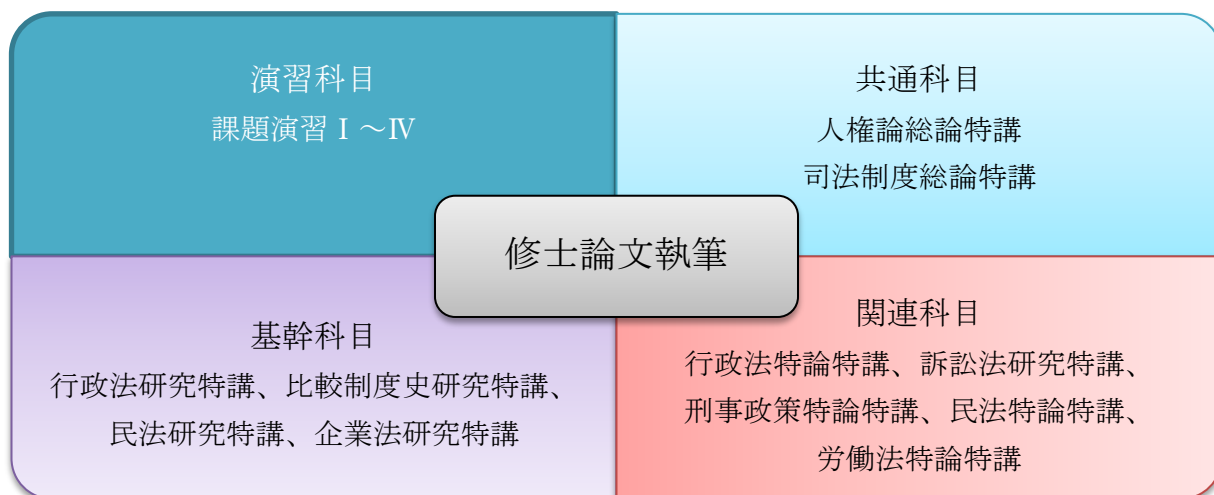 演習科目
課題演習Ⅰ～Ⅳ
共通科目
人権論総論特講
司法制度総論特講
修士論文執筆
基幹科目
行政法研究特講、比較制度史研究特講、
民法研究特講、企業法研究特講
関連科目
行政法特論特講、訴訟法研究特講、
刑事政策特論特講、民法特論特講、
労働法特論特講